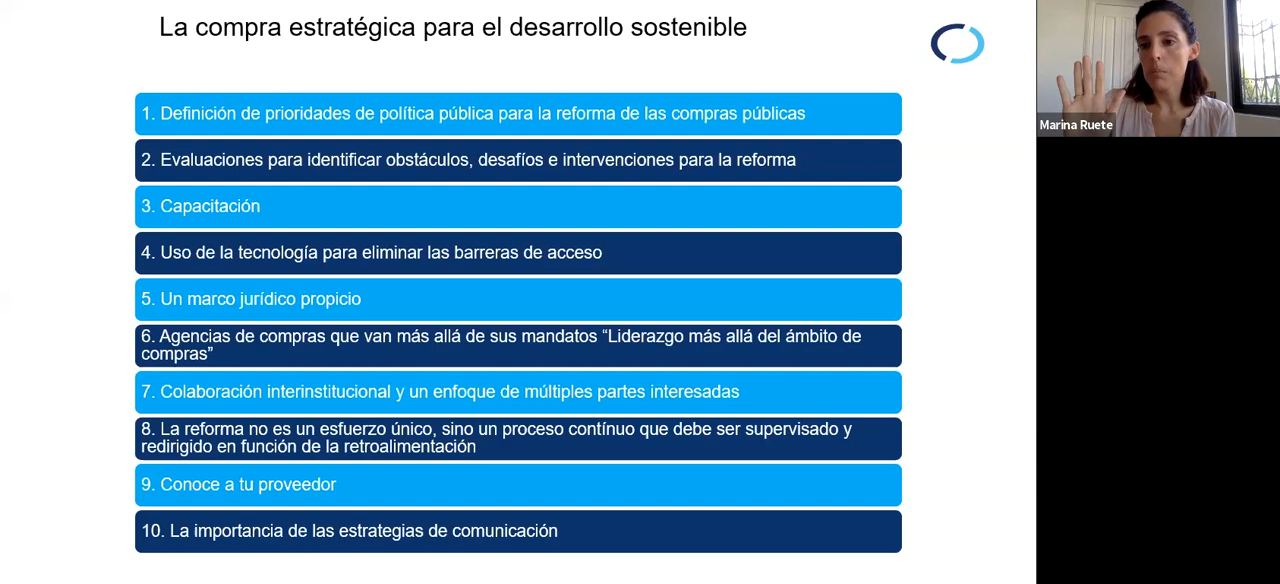 La compra estratégica para el desarrollo sostenible
1. Definición de prioridades de política pública para la reforma de las compras públicas
2. Evaluaciones para identificar obstáculos, desafíos e intervenciones para la reforma
3. Capacitación
4. Uso de la tecnología para eliminar las barreras de acceso
5. Un marco jurídico propicio
6. Agencias de compras que van más allá de sus mandatos “Liderazgo más allá del ámbito de
compras”
7. Colaboración interinstitucional y un enfoque de múltiples partes interesadas
8. La reforma no es un esfuerzo único, sino un proceso contínuo que debe ser supervisado y
redirigido en función de la retroalimentación
9. Conoce a tu proveedor
10. La importancia de las estrategias de comunicación
Marina Ruete